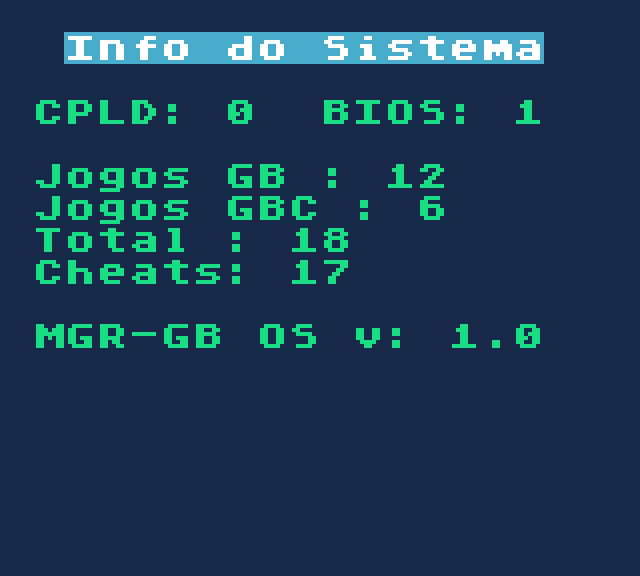 Info do Sistema
CPLD: 0 BIOS: 1
Jogos GB : 12
Jogos GBC : 6
Total : 18
Cheats: 17
MGR-GB OS v: 1.0